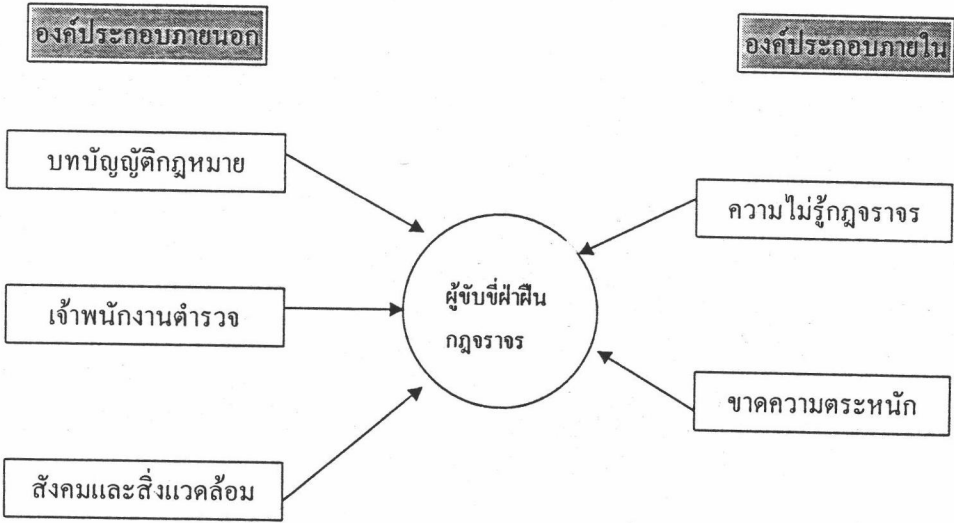 องค์ประกอบภายนอก
องค์ประกอบภายใน
บทบัญญัติกฎหมาย
ความไม่รู้กฎจราจร
ผู้ขับขี่ฝ่าฝืน
กฎจราจร
เจ้าพนักงานตำรวจ
ขาดความตระหนัก
สังคมและสิ่งแวดล้อม